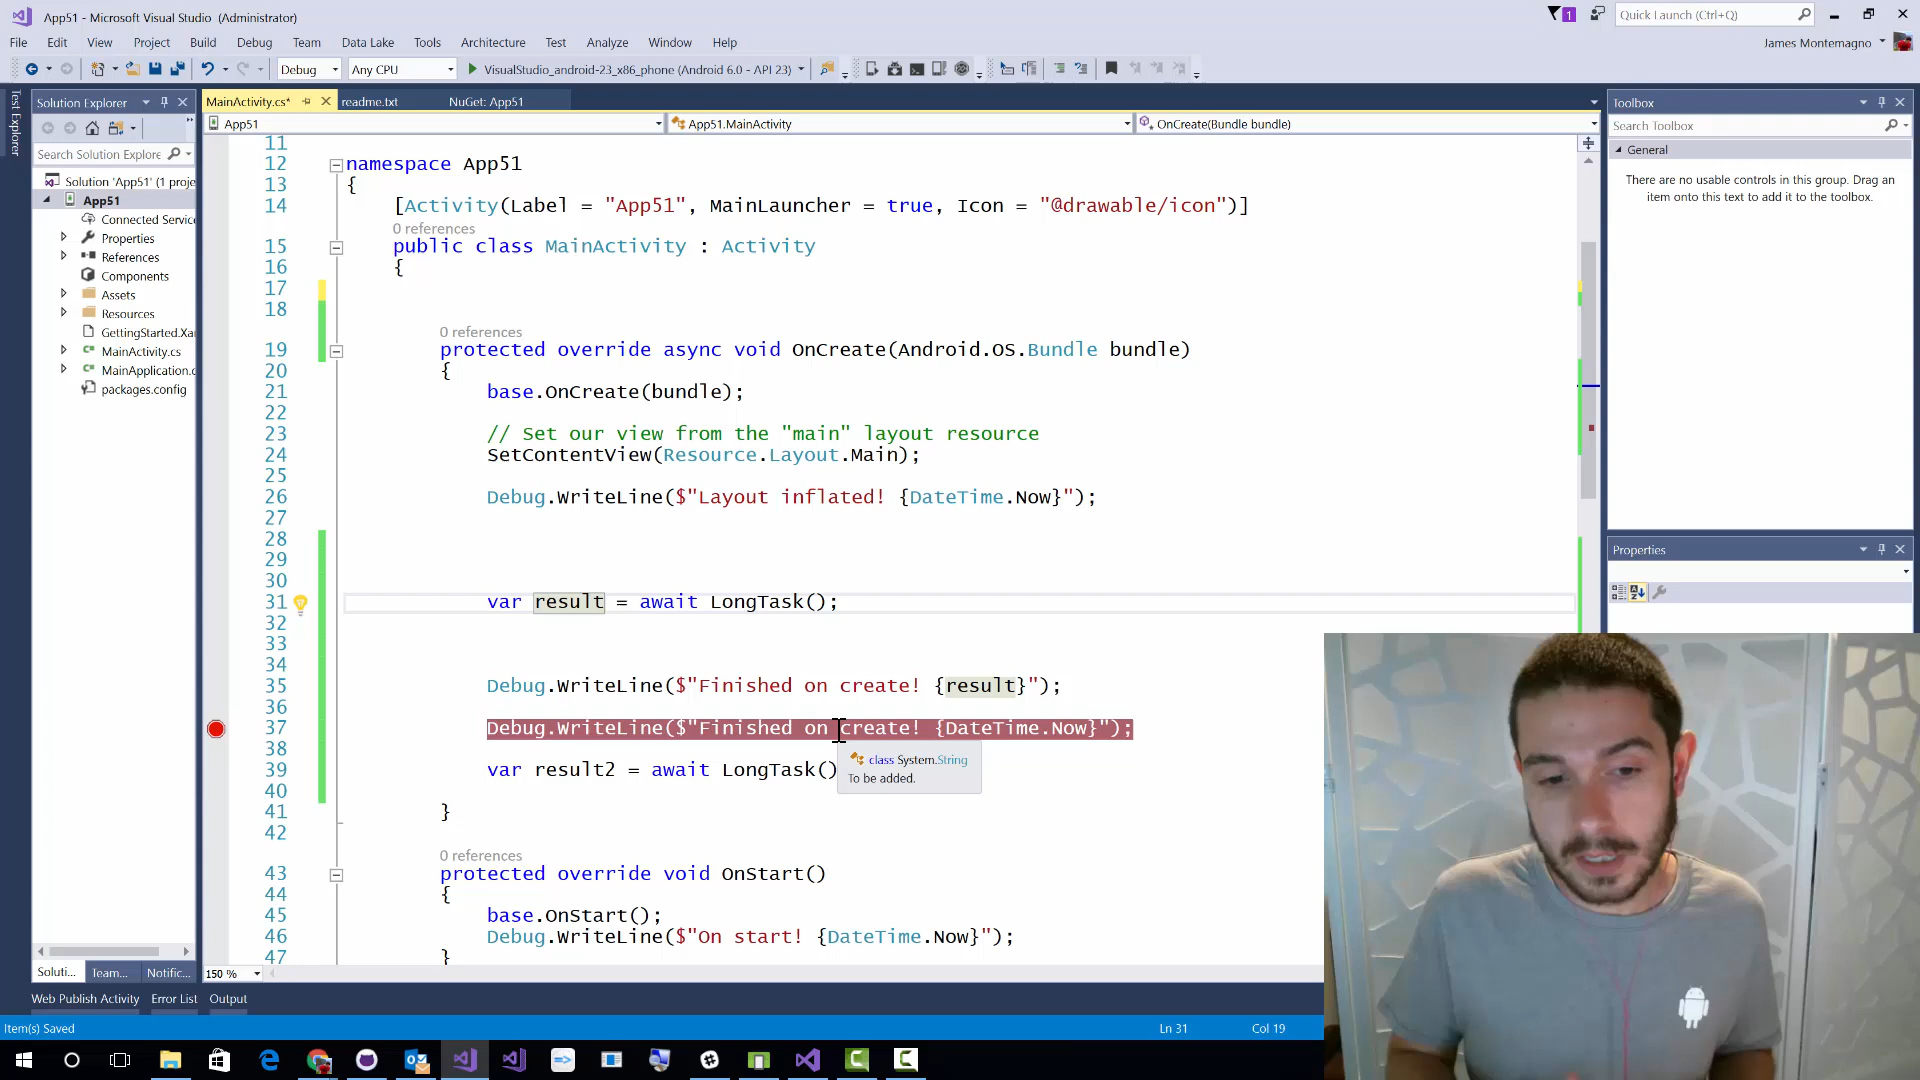 App51 - Microsoft Visual Studio (Administrator)
1
Quick Launch (Ctrl+Q)
File Edit View Project Build Debug Team Data Lake Tools Architecture Test Analyze Window Help
James Montemagno
Debug Any CPU VisualStudio_android-23_x86_phone (Android 6.0 - API 23)
Test Explorer
Solution Explorer
Search Solution Explore
Solution 'App51' (1 proje
App51
Connected Servic
Properties
References
Components
Assets
Resources
GettingStarted.Xa
MainActivity.cs
MainApplication.c
packages.config
Soluti... Team... Notific...
MainActivity.cs* readme.txt NuGet: App51
App51 App51.MainActivity OnCreate(Bundle bundle)
11
12 namespace App51
13 {
14 [Activity(Label = "App51", MainLauncher = true, Icon = "@drawable/icon")]
0 references
15 public class MainActivity : Activity
16 {
17
18
0 references
19 protected override async void OnCreate(Android.OS.Bundle bundle)
20 {
21 base.OnCreate(bundle);
22
23 // Set our view from the "main" layout resource
24 SetContentView(Resource.Layout.Main);
25
26 Debug.WriteLine($"Layout inflated! {DateTime.Now}");
27
28
29
30
31 var result = await LongTask();
32
33
34
35 Debug.WriteLine($"Finished on create! {result}");
36
37 Debug.WriteLine($"Finished on create! {DateTime.Now}");
38
class System.String
To be added.
39 var result2 = await LongTask()
40
41 }
42
0 references
43 protected override void OnStart()
44 {
45 base.OnStart();
46 Debug.WriteLine($"On start! {DateTime.Now}");
47 }
150 %
Toolbox
Search Toolbox
General
There are no usable controls in this group. Drag an
item onto this text to add it to the toolbox.
Properties
Web Publish Activity Error List Output
Item(s) Saved
Ln 31 Col 19